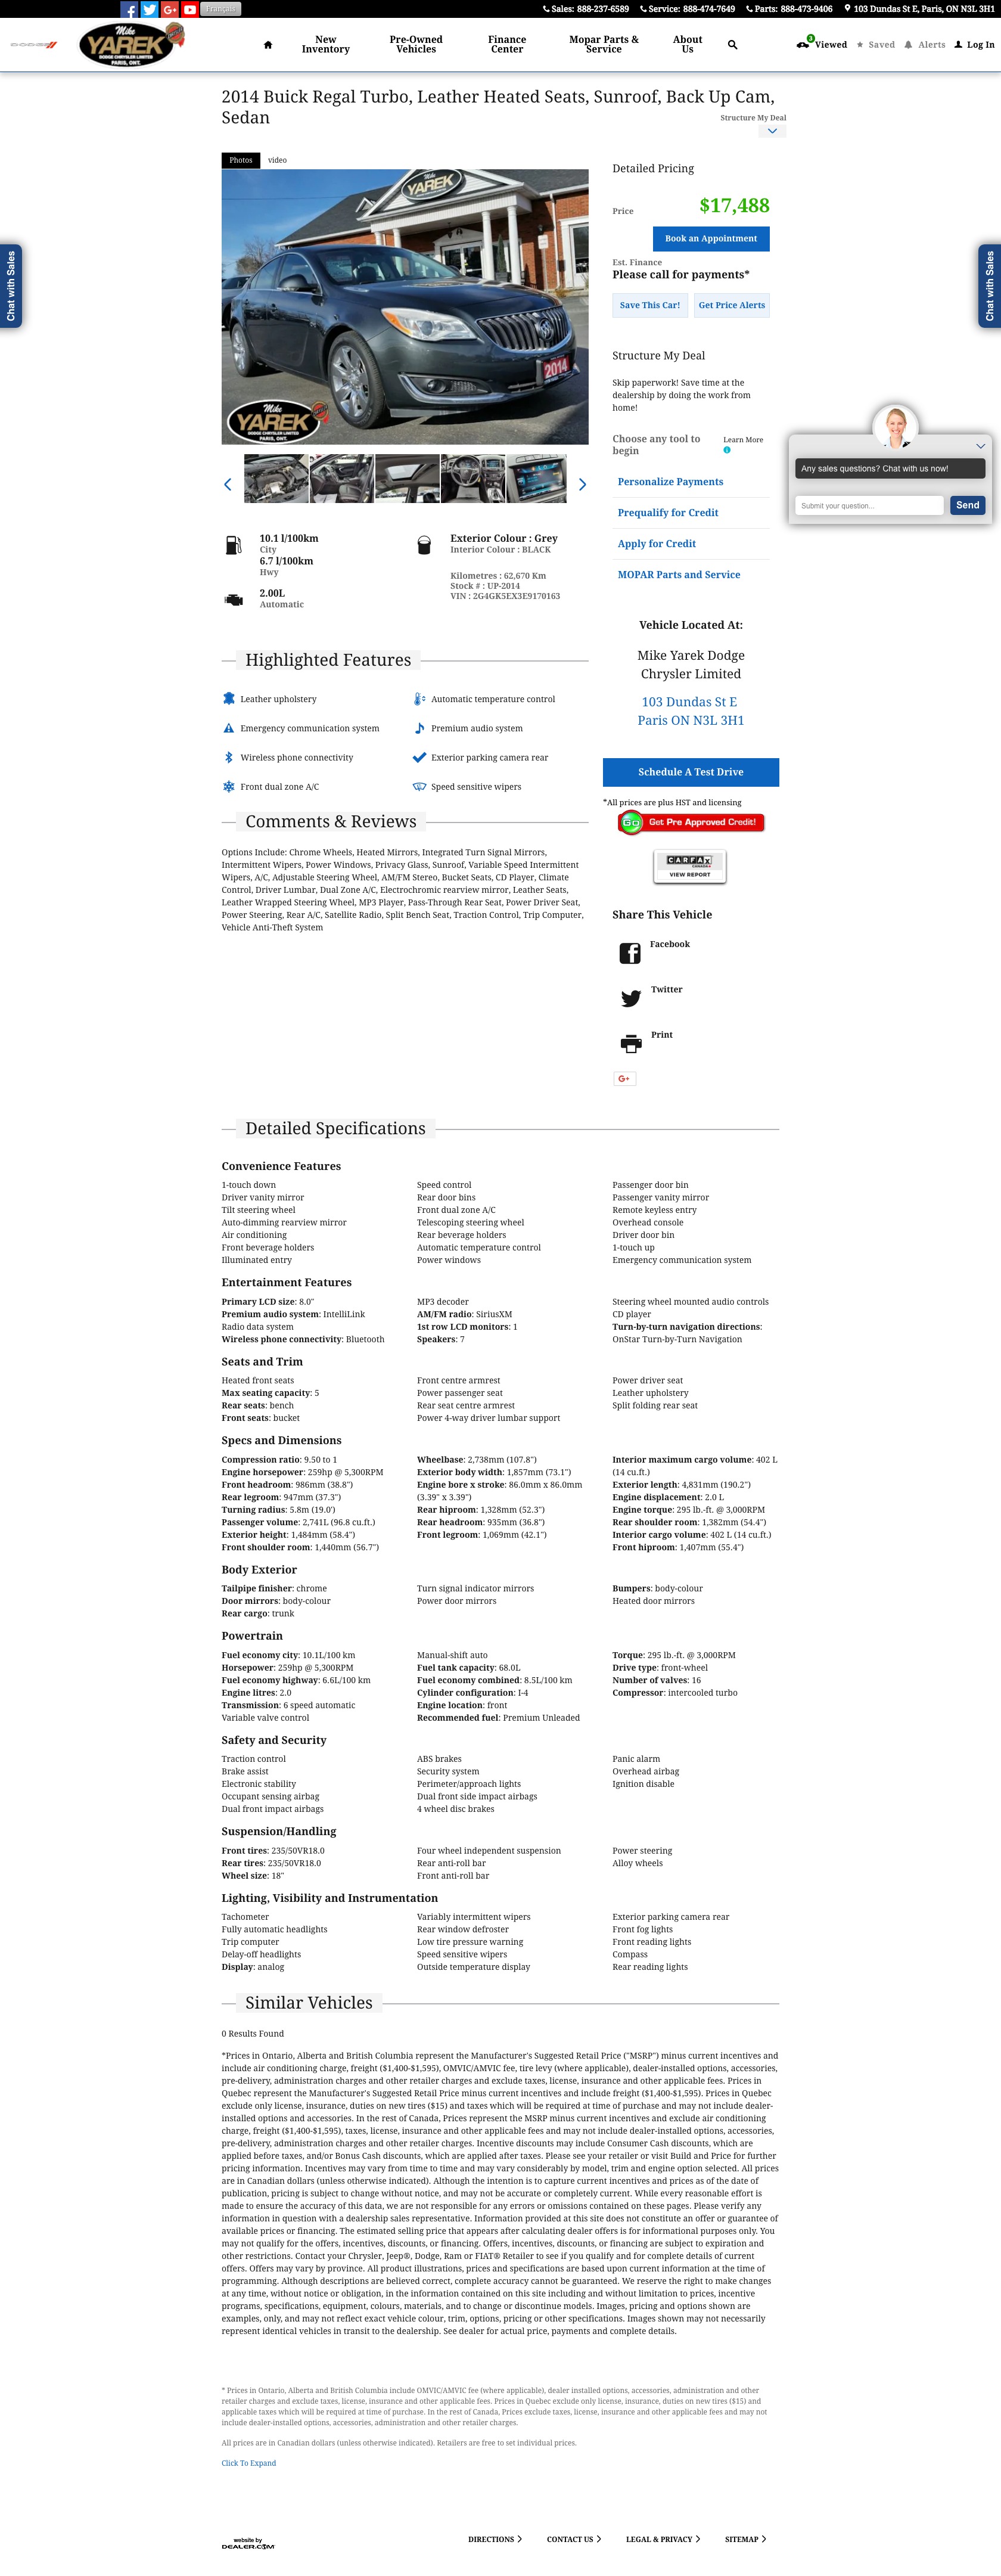 Français
Sales: 888-237-6589 Service: 888-474-7649 Parts: 888-473-9406 103 Dundas St E, Paris, ON N3L 3H1
DODGE
Mike
YAREK
DODGE CHRYSLER LIMITED
PARIS, ONT.
New Inventory
Pre-Owned Vehicles
Finance Center
Mopar Parts & Service
About Us
3 Viewed Saved Alerts Log In
2014 Buick Regal Turbo, Leather Heated Seats, Sunroof, Back Up Cam,
Sedan
Structure My Deal
Photos video
YAREK
2014
Mike
YAREK
DODGE CHRYSLER LIMITED
PARIS, ONT.
Detailed Pricing
Price $17,488
Book an Appointment
Est. Finance
Please call for payments*
Save This Car! Get Price Alerts
Chat with Sales
Chat with Sales
Structure My Deal
Skip paperwork! Save time at the
dealership by doing the work from
home!
Choose any tool to
begin
Learn More
Personalize Payments
Prequalify for Credit
Apply for Credit
MOPAR Parts and Service
Any sales questions? Chat with us now!
Submit your question...
Send
10.1 l/100km
City
6.7 l/100km
Hwy
2.00L
Automatic
Exterior Colour : Grey
Interior Colour : BLACK
Kilometres : 62,670 Km
Stock # : UP-2014
VIN : 2G4GK5EX3E9170163
Vehicle Located At:
Mike Yarek Dodge
Chrysler Limited
103 Dundas St E
Paris ON N3L 3H1
Schedule A Test Drive
*All prices are plus HST and licensing
Go Get Pre Approved Credit!
CARFAX
CANADA
VIEW REPORT
Share This Vehicle
Facebook
Twitter
Print
G+
Highlighted Features
Leather upholstery
Automatic temperature control
Emergency communication system
Premium audio system
Wireless phone connectivity
Exterior parking camera rear
Front dual zone A/C
Speed sensitive wipers
Comments & Reviews
Options Include: Chrome Wheels, Heated Mirrors, Integrated Turn Signal Mirrors,
Intermittent Wipers, Power Windows, Privacy Glass, Sunroof, Variable Speed Intermittent
Wipers, A/C, Adjustable Steering Wheel, AM/FM Stereo, Bucket Seats, CD Player, Climate
Control, Driver Lumbar, Dual Zone A/C, Electrochromic rearview mirror, Leather Seats,
Leather Wrapped Steering Wheel, MP3 Player, Pass-Through Rear Seat, Power Driver Seat,
Power Steering, Rear A/C, Satellite Radio, Split Bench Seat, Traction Control, Trip Computer,
Vehicle Anti-Theft System
Detailed Specifications
Convenience Features
1-touch down Speed control Passenger door bin
Driver vanity mirror Rear door bins Passenger vanity mirror
Tilt steering wheel Front dual zone A/C Remote keyless entry
Auto-dimming rearview mirror Telescoping steering wheel Overhead console
Air conditioning Rear beverage holders Driver door bin
Front beverage holders Automatic temperature control 1-touch up
Illuminated entry Power windows Emergency communication system
Entertainment Features
Primary LCD size: 8.0" MP3 decoder Steering wheel mounted audio controls
Premium audio system: IntelliLink AM/FM radio: SiriusXM CD player
Radio data system 1st row LCD monitors: 1 Turn-by-turn navigation directions:
Wireless phone connectivity: Bluetooth Speakers: 7 OnStar Turn-by-Turn Navigation
Seats and Trim
Heated front seats Front centre armrest Power driver seat
Max seating capacity: 5 Power passenger seat Leather upholstery
Rear seats: bench Rear seat centre armrest Split folding rear seat
Front seats: bucket Power 4-way driver lumbar support
Specs and Dimensions
Compression ratio: 9.50 to 1 Wheelbase: 2,738mm (107.8") Interior maximum cargo volume: 402 L
Engine horsepower: 259hp @ 5,300RPM Exterior body width: 1,857mm (73.1") (14 cu.ft.)
Front headroom: 986mm (38.8") Engine bore x stroke: 86.0mm x 86.0mm Exterior length: 4,831mm (190.2")
Rear legroom: 947mm (37.3") (3.39" x 3.39") Engine displacement: 2.0 L
Turning radius: 5.8m (19.0') Rear hiproom: 1,328mm (52.3") Engine torque: 295 lb.-ft. @ 3,000RPM
Passenger volume: 2,741L (96.8 cu.ft.) Rear headroom: 935mm (36.8") Rear shoulder room: 1,382mm (54.4")
Exterior height: 1,484mm (58.4") Front legroom: 1,069mm (42.1") Interior cargo volume: 402 L (14 cu.ft.)
Front shoulder room: 1,440mm (56.7") Front hiproom: 1,407mm (55.4")
Body Exterior
Tailpipe finisher: chrome Turn signal indicator mirrors Bumpers: body-colour
Door mirrors: body-colour Power door mirrors Heated door mirrors
Rear cargo: trunk
Powertrain
Fuel economy city: 10.1L/100 km Manual-shift auto Torque: 295 lb.-ft. @ 3,000RPM
Horsepower: 259hp @ 5,300RPM Fuel tank capacity: 68.0L Drive type: front-wheel
Fuel economy highway: 6.6L/100 km Fuel economy combined: 8.5L/100 km Number of valves: 16
Engine litres: 2.0 Cylinder configuration: I-4 Compressor: intercooled turbo
Transmission: 6 speed automatic Engine location: front
Variable valve control Recommended fuel: Premium Unleaded
Safety and Security
Traction control ABS brakes Panic alarm
Brake assist Security system Overhead airbag
Electronic stability Perimeter/approach lights Ignition disable
Occupant sensing airbag Dual front side impact airbags
Dual front impact airbags 4 wheel disc brakes
Suspension/Handling
Front tires: 235/50VR18.0 Four wheel independent suspension Power steering
Rear tires: 235/50VR18.0 Rear anti-roll bar Alloy wheels
Wheel size: 18" Front anti-roll bar
Lighting, Visibility and Instrumentation
Tachometer Variably intermittent wipers Exterior parking camera rear
Fully automatic headlights Rear window defroster Front fog lights
Trip computer Low tire pressure warning Front reading lights
Delay-off headlights Speed sensitive wipers Compass
Display: analog Outside temperature display Rear reading lights
Similar Vehicles
0 Results Found
*Prices in Ontario, Alberta and British Columbia represent the Manufacturer's Suggested Retail Price ("MSRP") minus current incentives and
include air conditioning charge, freight ($1,400-$1,595), OMVIC/AMVIC fee, tire levy (where applicable), dealer-installed options, accessories,
pre-delivery, administration charges and other retailer charges and exclude taxes, license, insurance and other applicable fees. Prices in
Quebec represent the Manufacturer's Suggested Retail Price minus current incentives and include freight ($1,400-$1,595). Prices in Quebec
exclude only license, insurance, duties on new tires ($15) and taxes which will be required at time of purchase and may not include dealer-
installed options and accessories. In the rest of Canada, Prices represent the MSRP minus current incentives and exclude air conditioning
charge, freight ($1,400-$1,595), taxes, license, insurance and other applicable fees and may not include dealer-installed options, accessories,
pre-delivery, administration charges and other retailer charges. Incentive discounts may include Consumer Cash discounts, which are
applied before taxes, and/or Bonus Cash discounts, which are applied after taxes. Please see your retailer or visit Build and Price for further
pricing information. Incentives may vary from time to time and may vary considerably by model, trim and engine option selected. All prices
are in Canadian dollars (unless otherwise indicated). Although the intention is to capture current incentives and prices as of the date of
publication, pricing is subject to change without notice, and may not be accurate or completely current. While every reasonable effort is
made to ensure the accuracy of this data, we are not responsible for any errors or omissions contained on these pages. Please verify any
information in question with a dealership sales representative. Information provided at this site does not constitute an offer or guarantee of
available prices or financing. The estimated selling price that appears after calculating dealer offers is for informational purposes only. You
may not qualify for the offers, incentives, discounts, or financing. Offers, incentives, discounts, or financing are subject to expiration and
other restrictions. Contact your Chrysler, Jeep®, Dodge, Ram or FIAT® Retailer to see if you qualify and for complete details of current
offers. Offers may vary by province. All product illustrations, prices and specifications are based upon current information at the time of
programming. Although descriptions are believed correct, complete accuracy cannot be guaranteed. We reserve the right to make changes
at any time, without notice or obligation, in the information contained on this site including and without limitation to prices, incentive
programs, specifications, equipment, colours, materials, and to change or discontinue models. Images, pricing and options shown are
examples, only, and may not reflect exact vehicle colour, trim, options, pricing or other specifications. Images shown may not necessarily
represent identical vehicles in transit to the dealership. See dealer for actual price, payments and complete details.
* Prices in Ontario, Alberta and British Columbia include OMVIC/AMVIC fee (where applicable), dealer installed options, accessories, administration and other
retailer charges and exclude taxes, license, insurance and other applicable fees. Prices in Quebec exclude only license, insurance, duties on new tires ($15) and
applicable taxes which will be required at time of purchase. In the rest of Canada, Prices exclude taxes, license, insurance and other applicable fees and may not
include dealer-installed options, accessories, administration and other retailer charges.
All prices are in Canadian dollars (unless otherwise indicated). Retailers are free to set individual prices.
Click To Expand
website by
DEALER.COM
DIRECTIONS CONTACT US LEGAL & PRIVACY SITEMAP